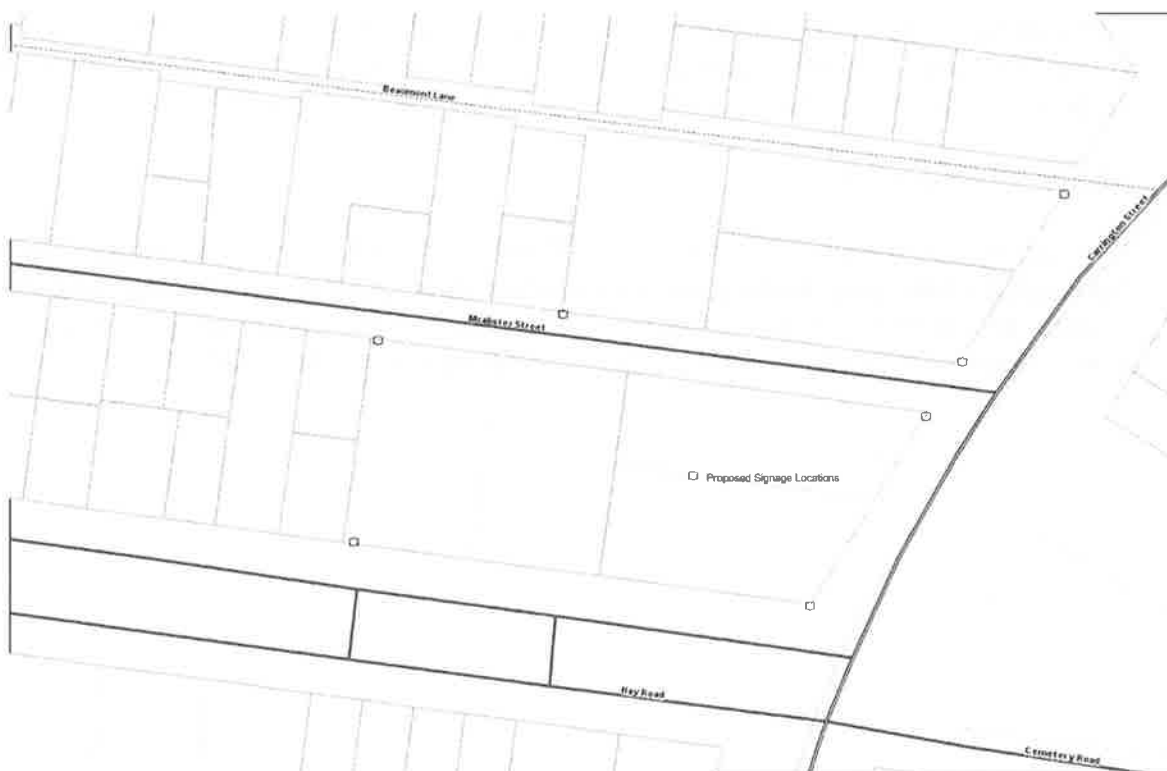 Beaumont Lane
Carrington Street
Mcalister Street
Proposed Signage Locations
Hay Road
Cemetery Road